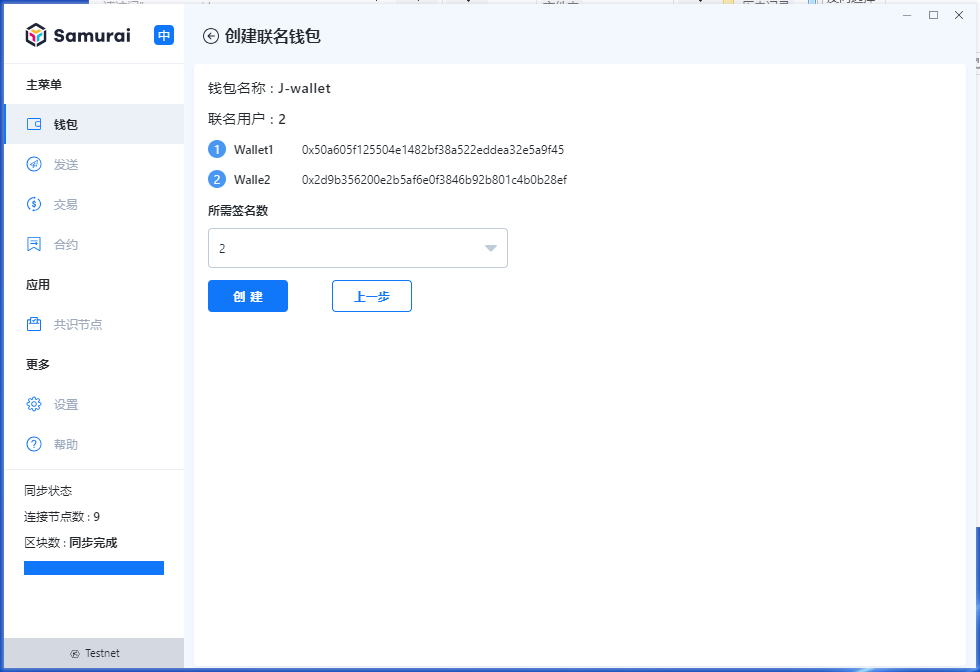 Samurai
中
创建联名钱包
主菜单
钱包
发送
交易
合约
应用
共识节点
更多
设置
帮助
同步状态
连接节点数 : 9
区块数 : 同步完成
Testnet
钱包名称 : J-wallet
联名用户 : 2
1 Wallet1 0x50a605f125504e1482bf38a522eddea32e5a9f45
2 Walle2 0x2d9b356200e2b5af6e0f3846b92b801c4b0b28ef
所需签名数
2
创 建
上一步